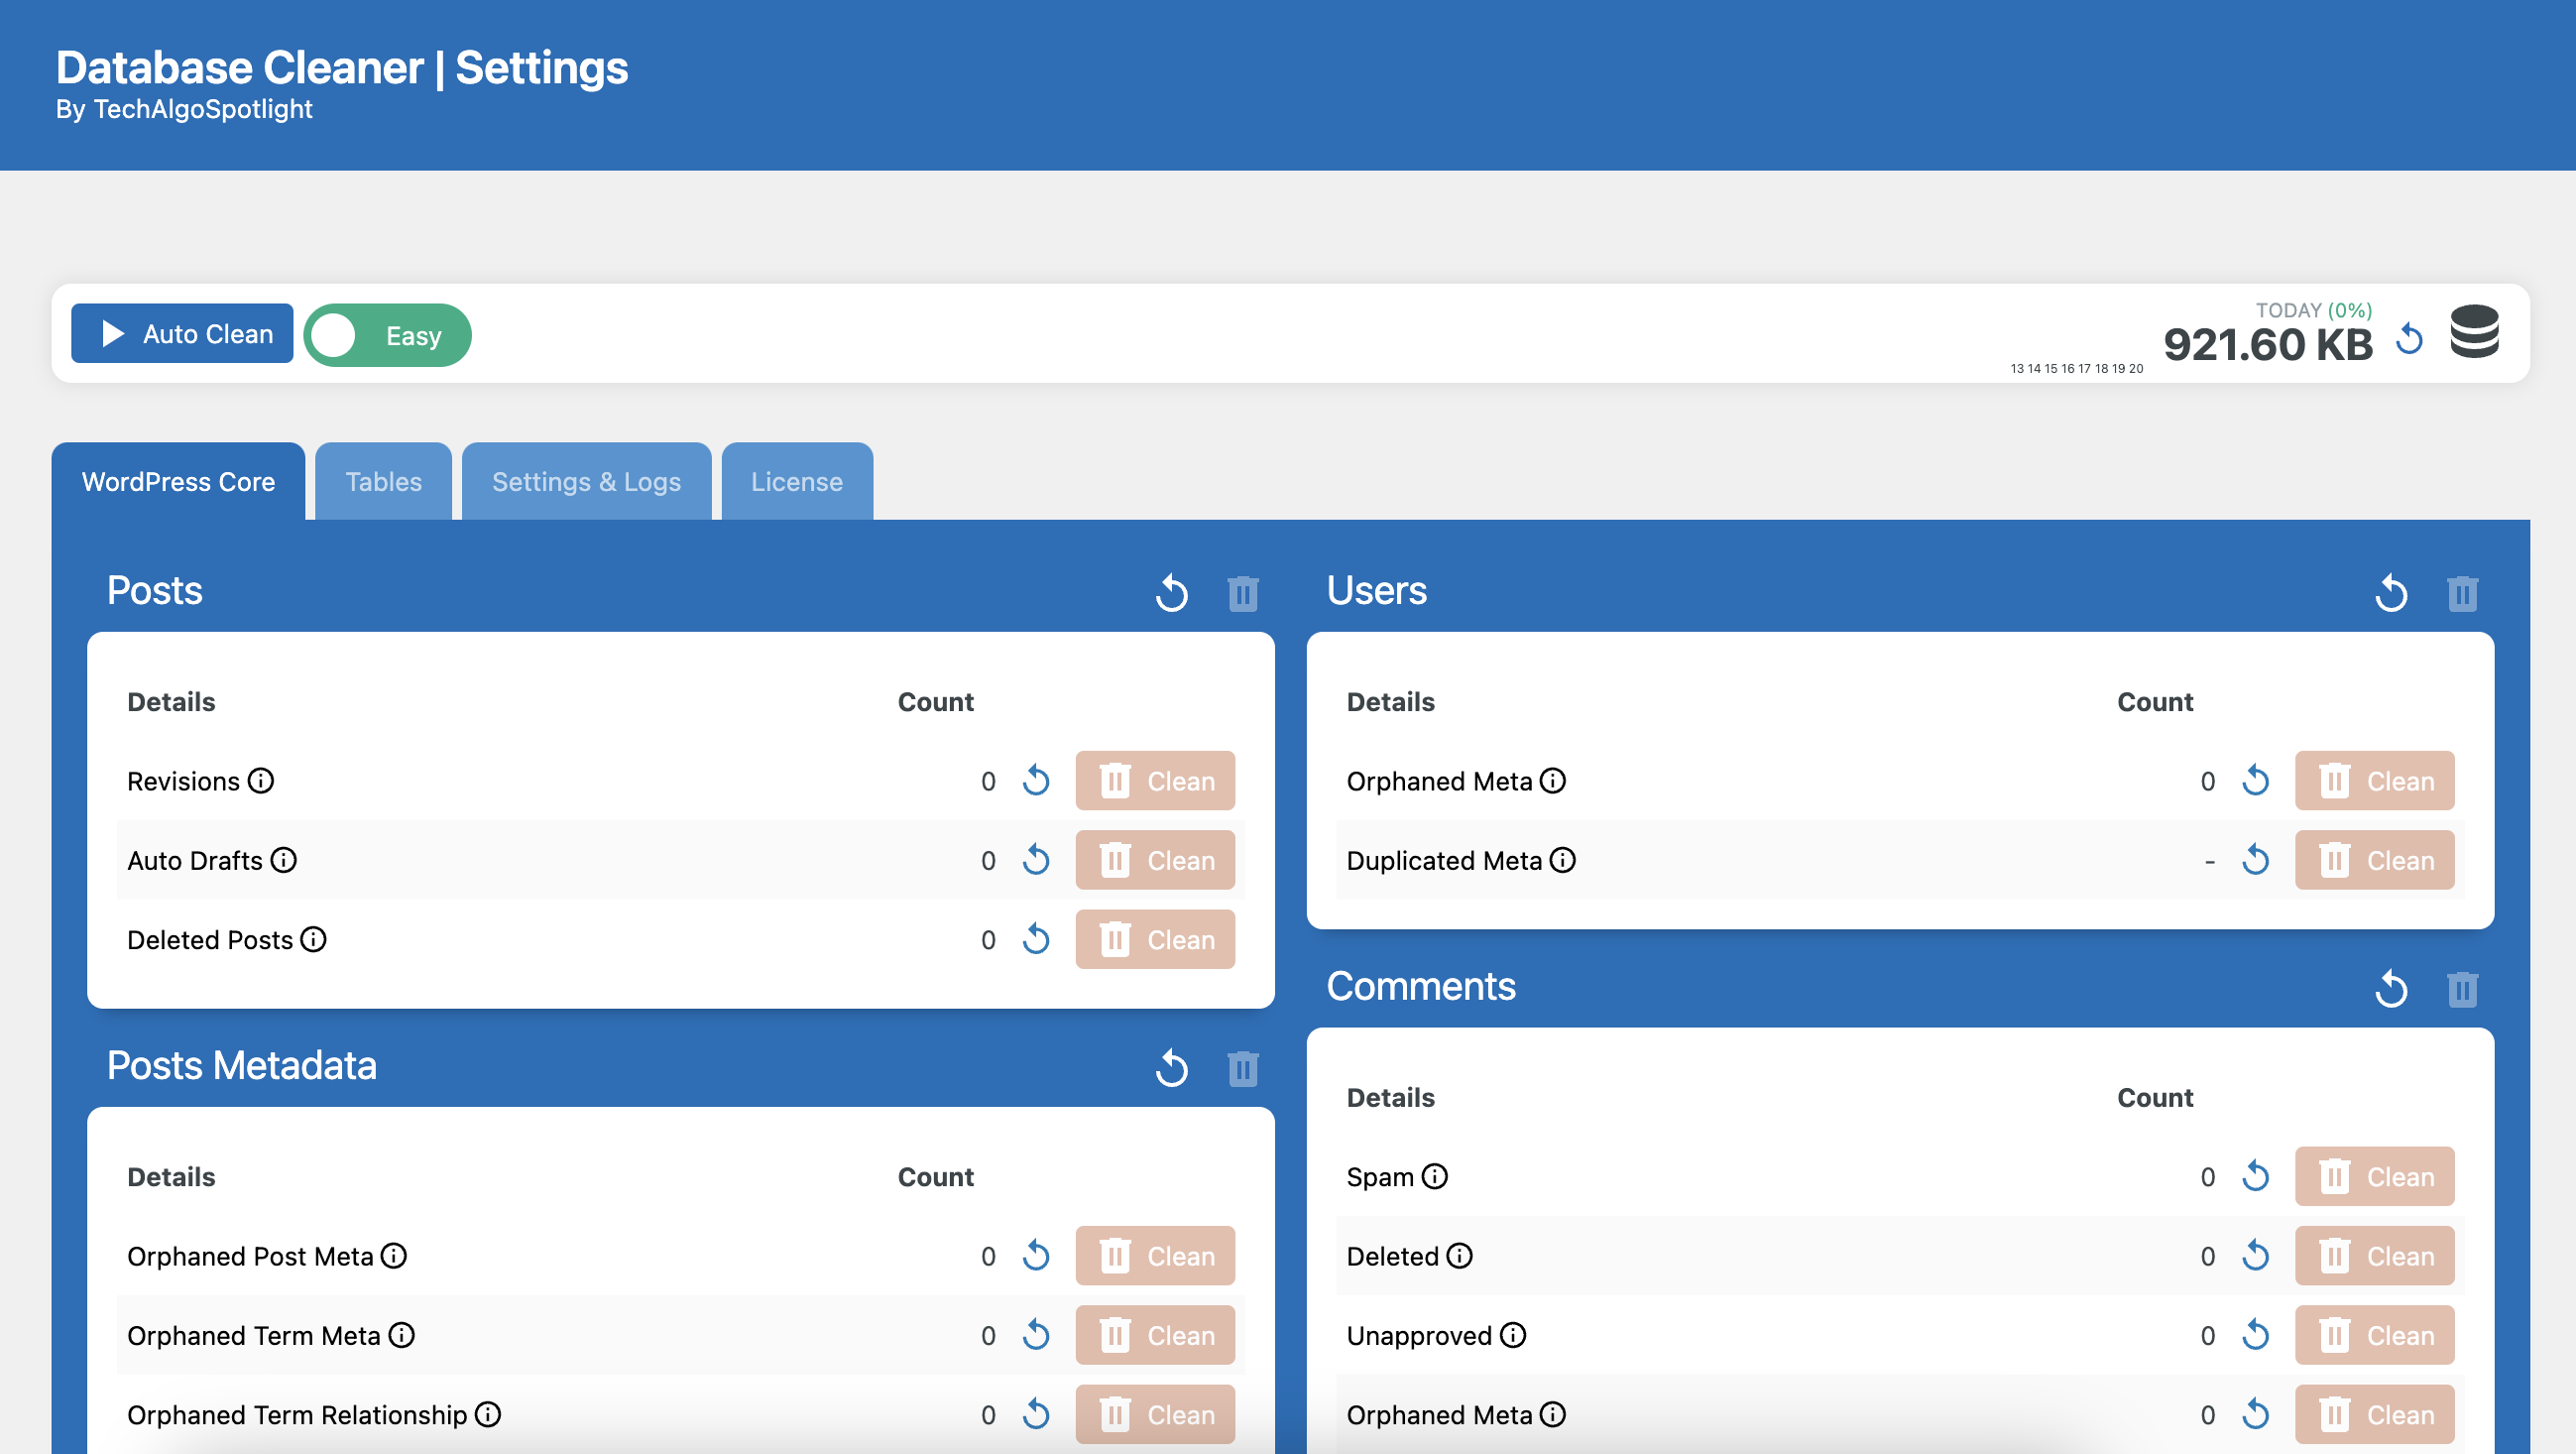 Database Cleaner | Settings
By TechAlgoSpotlight
Auto Clean Easy
TODAY (0%)
921.60 KB
13 14 15 16 17 18 19 20
WordPress Core Tables Settings & Logs License
Posts
Details Count
Revisions 0 Clean
Auto Drafts 0 Clean
Deleted Posts 0 Clean
Posts Metadata
Details Count
Orphaned Post Meta 0 Clean
Orphaned Term Meta 0 Clean
Orphaned Term Relationship 0 Clean
Users
Details Count
Orphaned Meta 0 Clean
Duplicated Meta - Clean
Comments
Details Count
Spam 0 Clean
Deleted 0 Clean
Unapproved 0 Clean
Orphaned Meta 0 Clean